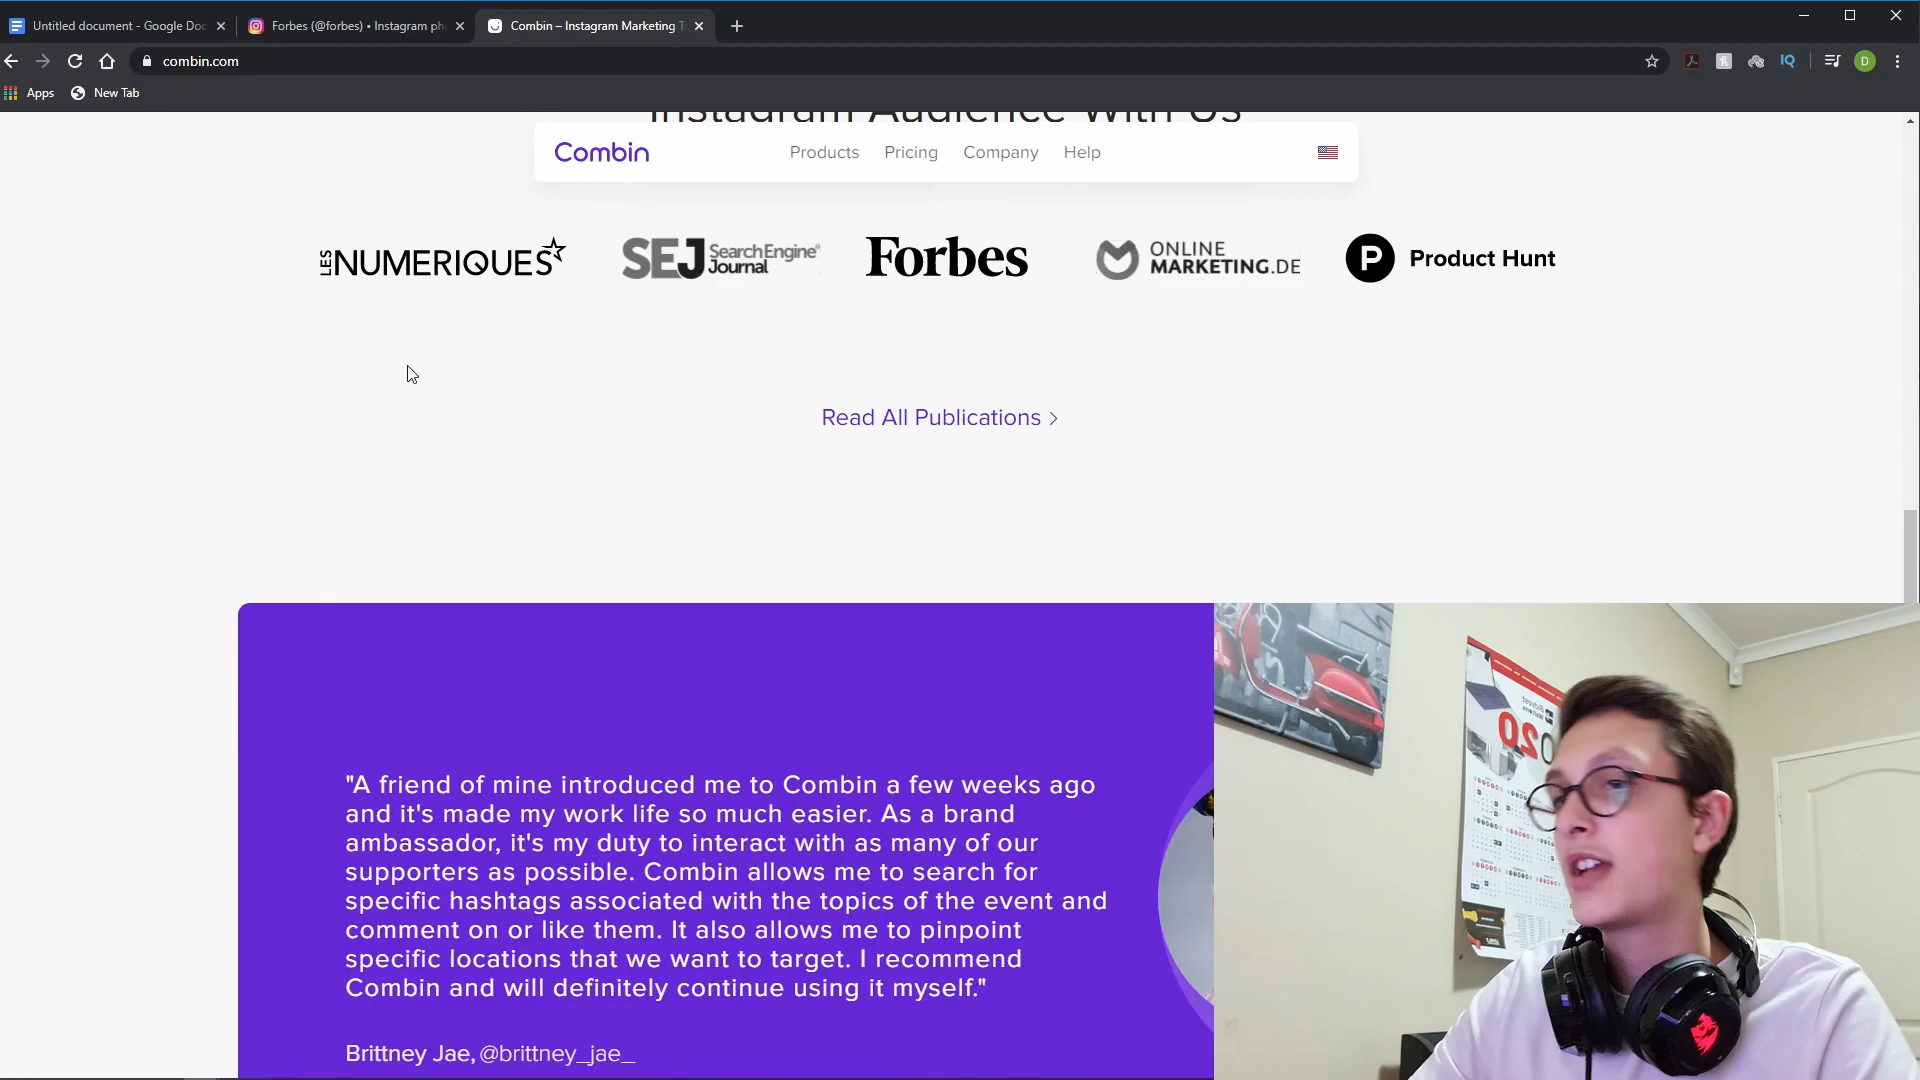 Untitled document - Google Doc
Forbes (@forbes) • Instagram ph
Combin – Instagram Marketing T
combin.com
IQ
D
Apps
New Tab
Instagram Audience With Us
Combin
Products
Pricing
Company
Help
LES NUMERIQUES
SEJ Search Engine Journal
Forbes
ONLINE MARKETING.DE
P Product Hunt
Read All Publications >
"A friend of mine introduced me to Combin a few weeks ago
and it's made my work life so much easier. As a brand
ambassador, it's my duty to interact with as many of our
supporters as possible. Combin allows me to search for
specific hashtags associated with the topics of the event and
comment on or like them. It also allows me to pinpoint
specific locations that we want to target. I recommend
Combin and will definitely continue using it myself."
Brittney Jae, @brittney_jae_